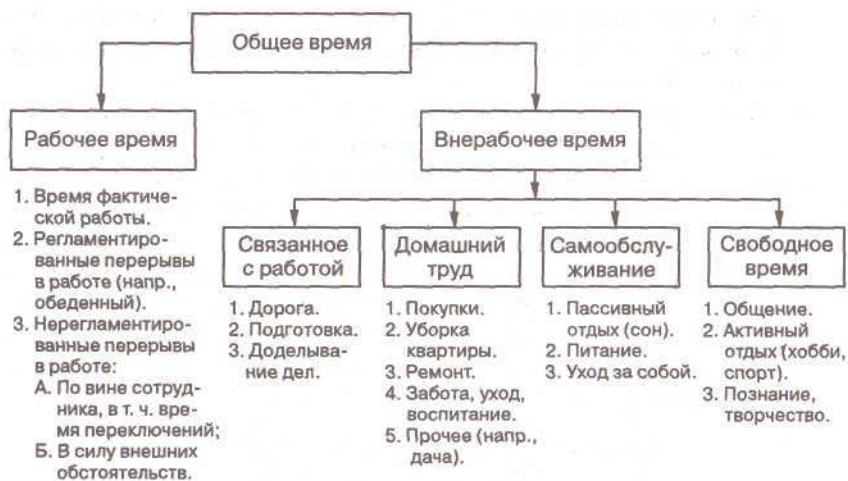 Общее время
Рабочее время
Внерабочее время
1. Время фактиче-
ской работы.
2. Регламентиро-
ванные перерывы
в работе (напр.,
обеденный).
3. Нерегламентиро-
ванные перерывы
в работе:
А. По вине сотруд-
ника, в т. ч. вре-
мя переключений;
Б. В силу внешних
обстоятельств.
Связанное
с работой
1. Дорога.
2. Подготовка.
3. Доделыва-
ние дел.
Домашний
труд
1. Покупки.
2. Уборка
квартиры.
3. Ремонт.
4. Забота, уход,
воспитание.
5. Прочее (напр.,
дача).
Самообслу-
живание
1. Пассивный
отдых (сон).
2. Питание.
3. Уход за собой.
Свободное
время
1. Общение.
2. Активный
отдых (хобби,
спорт).
3. Познание,
творчество.